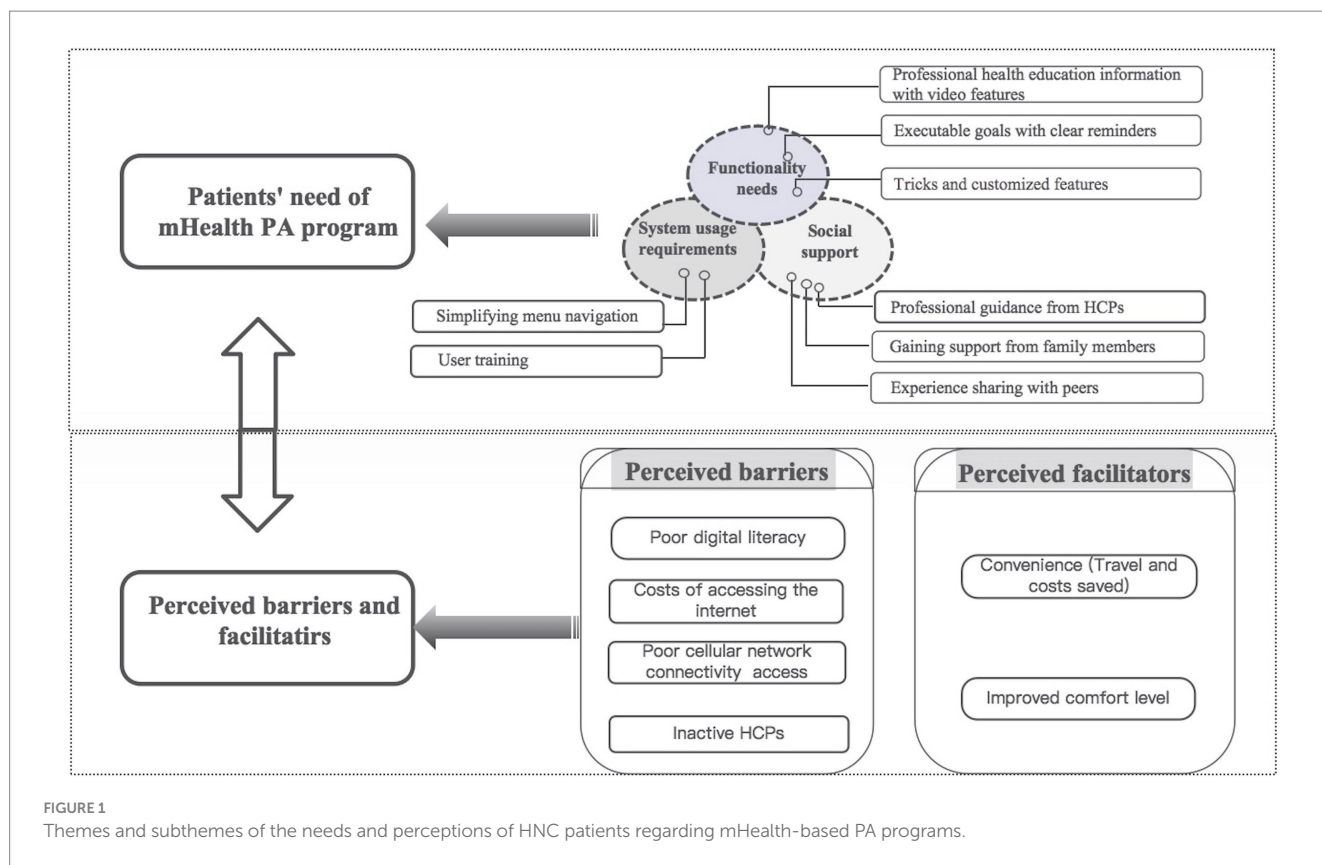 Professional health education information
with video features
Executable goals with clear reminders
Functionality
needs
Tricks and customized features
Patients' need of
mHealth PA program
System usage
requirements
Social
support
Simplifying menu navigation
User training
Professional guidance from HCPs
Gaining support from family members
Experience sharing with peers
Perceived barriers and
facilitatirs
Perceived barriers
Poor digital literacy
Costs of accessing the
internet
Poor cellular network
connectivity access
Inactive HCPs
Perceived facilitators
Convenience (Travel and
costs saved)
Improved comfort level
FIGURE 1
Themes and subthemes of the needs and perceptions of HNC patients regarding mHealth-based PA programs.